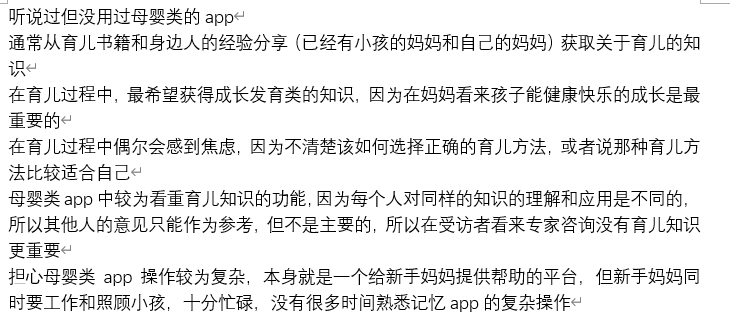 听说过但没用过母婴类的 app
通常从育儿书籍和身边人的经验分享（已经有小孩的妈妈和自己的妈妈）获取关于育儿的知
识
在育儿过程中，最希望获得成长发育类的知识，因为在妈妈看来孩子能健康快乐的成长是最
重要的
在育儿过程中偶尔会感到焦虑，因为不清楚该如何选择正确的育儿方法，或者说那种育儿方
法比较适合自己
母婴类 app 中较为看重育儿知识的功能，因为每个人对同样的知识的理解和应用是不同的，
所以其他人的意见只能作为参考，但不是主要的，所以在受访者看来专家咨询没有育儿知识
更重要
担心母婴类 app 操作较为复杂，本身就是一个给新手妈妈提供帮助的平台，但新手妈妈同
时要工作和照顾小孩，十分忙碌，没有很多时间熟悉记忆 app 的复杂操作